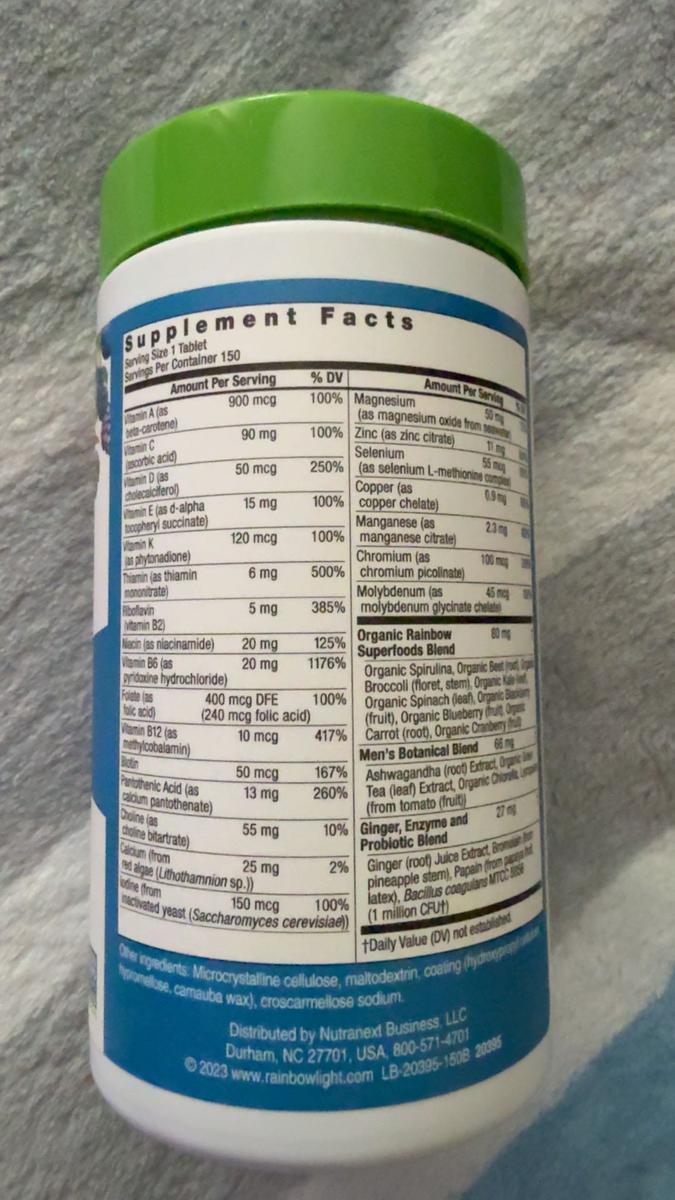 Supplement Facts
Serving Size 1 Tablet
Servings Per Container 150
Amount Per Serving % DV
Vitamin A (as 900 mcg 100%
beta-carotene)
Vitamin C 90 mg 100%
(ascorbic acid)
Vitamin D (as 50 mcg 250%
cholecalciferol)
Vitamin E (as d-alpha 15 mg 100%
tocopheryl succinate)
Vitamin K 120 mcg 100%
(as phytonadione)
Thiamin (as thiamin 6 mg 500%
mononitrate)
Riboflavin 5 mg 385%
(vitamin B2)
Niacin (as niacinamide) 20 mg 125%
Vitamin B6 (as 20 mg 1176%
pyridoxine hydrochloride)
Folate (as 400 mcg DFE 100%
folic acid) (240 mcg folic acid)
Vitamin B12 (as 10 mcg 417%
methylcobalamin)
Biotin 50 mcg 167%
Pantothenic Acid (as 13 mg 260%
calcium pantothenate)
Choline (as 55 mg 10%
choline bitartrate)
Calcium (from 25 mg 2%
red algae (Lithothamnion sp.))
Iodine (from 150 mcg 100%
inactivated yeast (Saccharomyces cerevisiae))
Amount Per Serving
Magnesium 50 mg
(as magnesium oxide from seawater)
Zinc (as zinc citrate) 11 mg
Selenium 55 mcg
(as selenium L-methionine complex)
Copper (as 0.9 mg
copper chelate)
Manganese (as 2.3 mg
manganese citrate)
Chromium (as 100 mcg
chromium picolinate)
Molybdenum (as 45 mcg
molybdenum glycinate chelate)
Organic Rainbow 80 mg
Superfoods Blend
Organic Spirulina, Organic Beet (root), Organic
Broccoli (floret, stem), Organic Kale (leaf),
Organic Spinach (leaf), Organic Blackberry
(fruit), Organic Blueberry (fruit), Organic
Carrot (root), Organic Cranberry (fruit)
Men's Botanical Blend 66 mg
Ashwagandha (root) Extract, Organic Green
Tea (leaf) Extract, Organic Chlorella, Lycopene
(from tomato (fruit))
Ginger, Enzyme and 27 mg
Probiotic Blend
Ginger (root) Juice Extract, Bromelain (from
pineapple stem), Papain (from papaya fruit
latex), Bacillus coagulans MTCC 5856
(1 million CFU†)
†Daily Value (DV) not established.
Other ingredients: Microcrystalline cellulose, maltodextrin, coating (hydroxypropyl cellulose,
hypromellose, carnauba wax), croscarmellose sodium.
Distributed by Nutranext Business, LLC
Durham, NC 27701, USA, 800-571-4701
© 2023 www.rainbowlight.com LB-20395-150B 20395